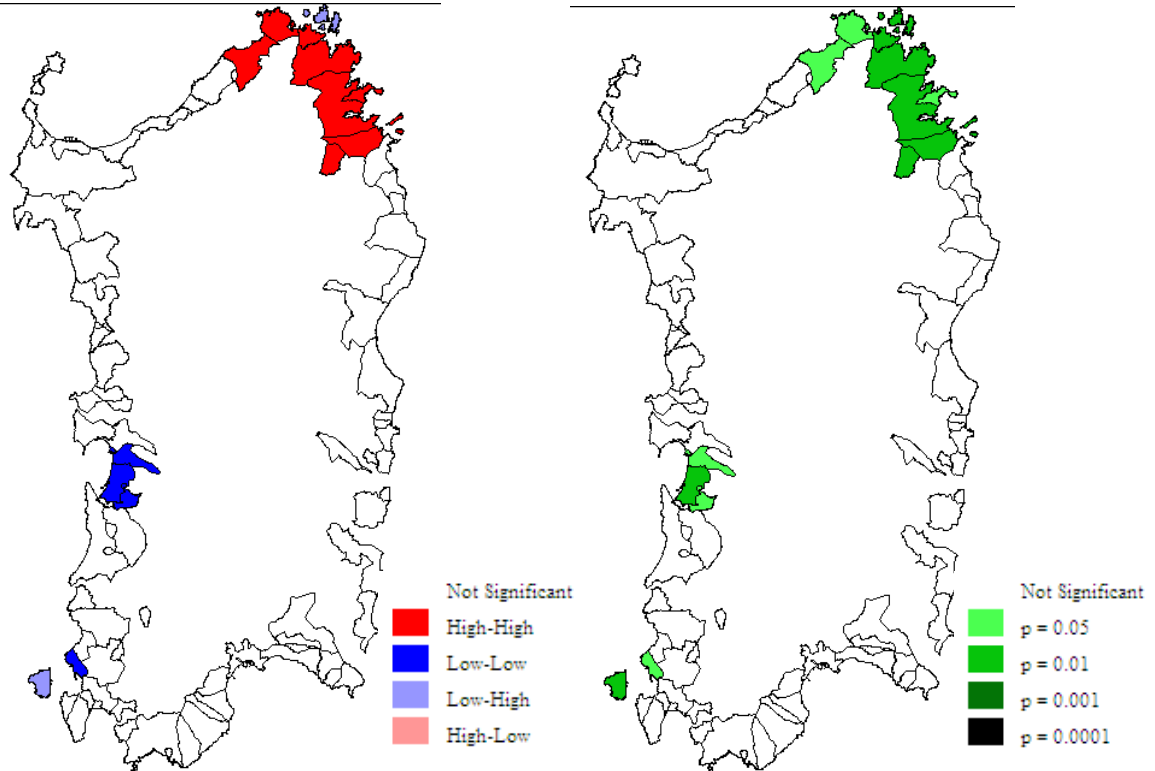 Not Significant
High-High
Low-Low
Low-High
High-Low
Not Significant
p = 0.05
p = 0.01
p = 0.001
p = 0.0001